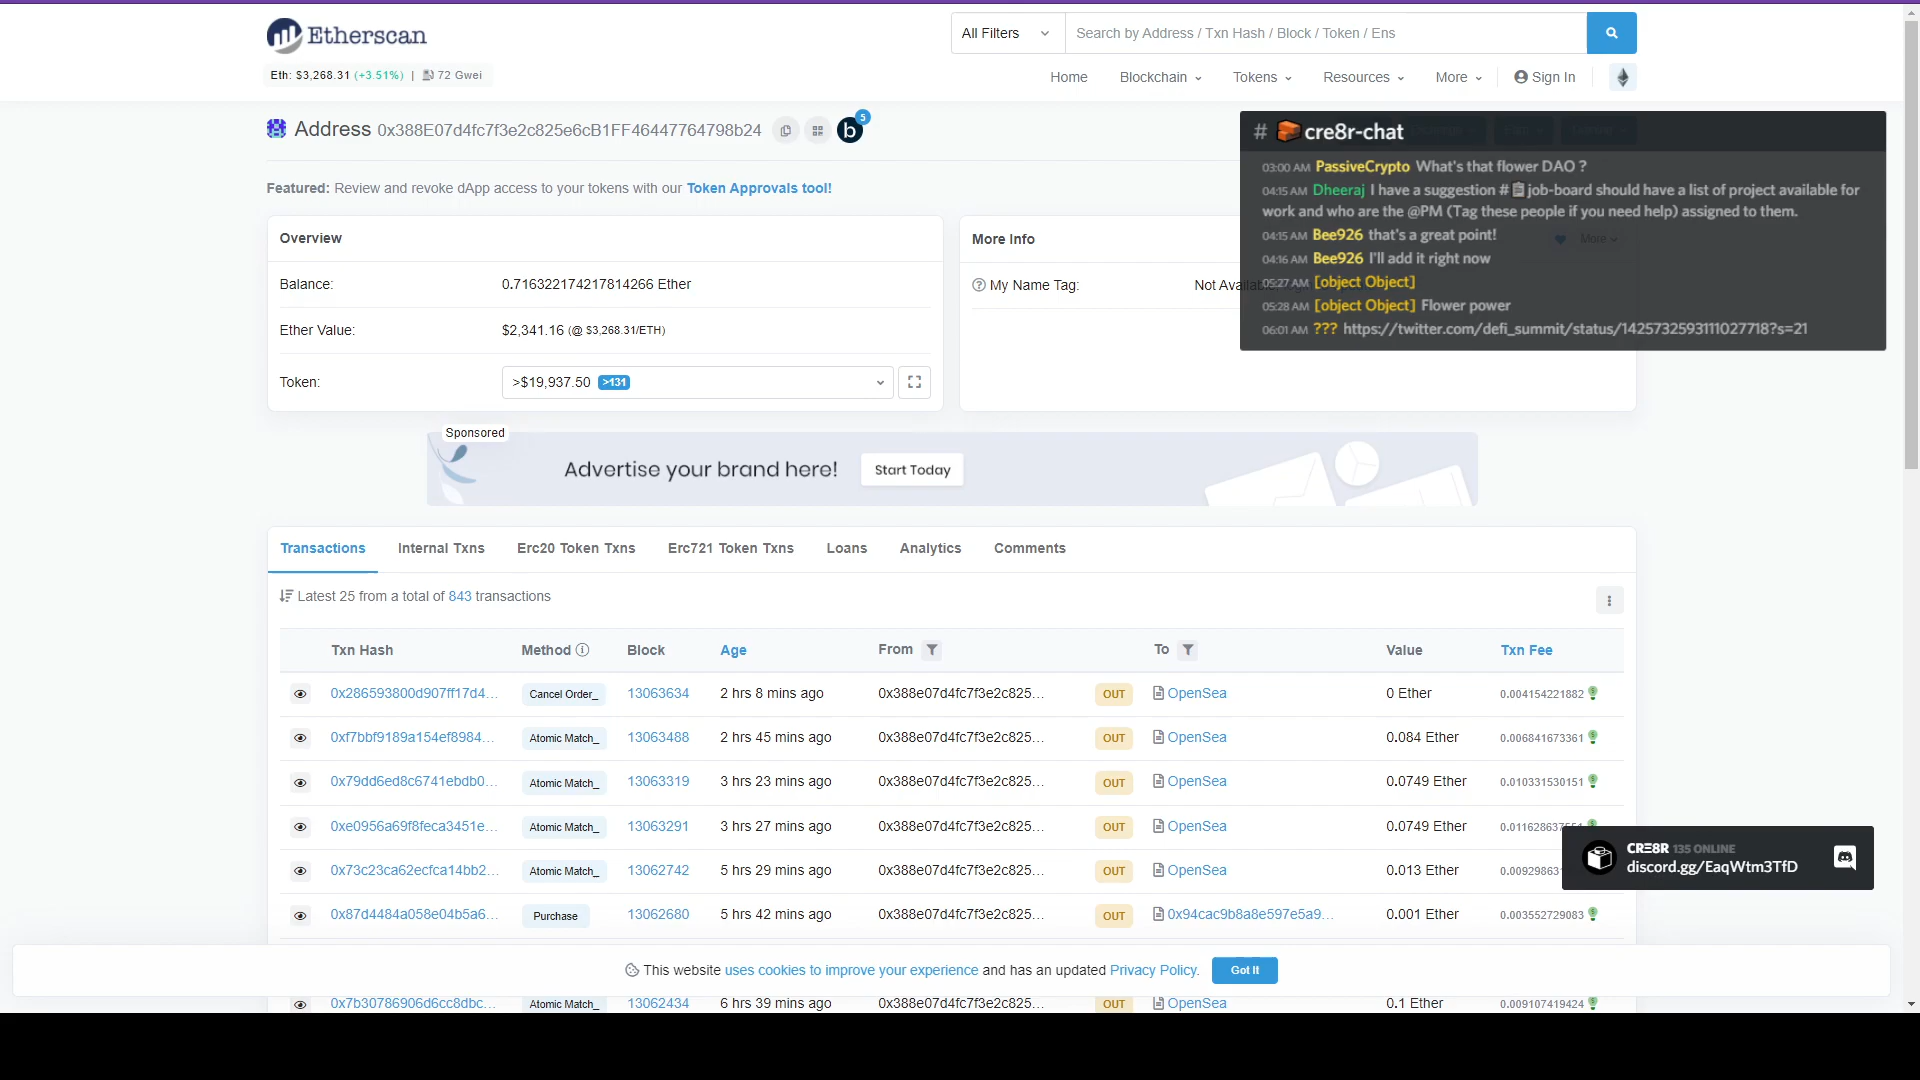 Etherscan
All Filters
Search by Address / Txn Hash / Block / Token / Ens
Eth: $3,268.31 (+3.51%) | 72 Gwei
Home Blockchain Tokens Resources More Sign In
Address 0x388E07d4fc7f3e2c825e6cB1FF46447764798b24
b 5
# cre8r-chat
03:00 AM PassiveCrypto What's that flower DAO ?
04:15 AM Dheeraj I have a suggestion # job-board should have a list of project available for
work and who are the @PM (Tag these people if you need help) assigned to them.
04:15 AM Bee926 that's a great point!
04:16 AM Bee926 I'll add it right now
05:27 AM [object Object]
05:28 AM [object Object] Flower power
06:01 AM ??? https://twitter.com/defi_summit/status/1425732593111027718?s=21
Featured: Review and revoke dApp access to your tokens with our Token Approvals tool!
Overview
Balance: 0.716322174217814266 Ether
Ether Value: $2,341.16 (@ $3,268.31/ETH)
Token: >$19,937.50 >131
More Info
More
My Name Tag: Not
Sponsored
Advertise your brand here! Start Today
Transactions Internal Txns Erc20 Token Txns Erc721 Token Txns Loans Analytics Comments
Latest 25 from a total of 843 transactions
Txn Hash Method Block Age From To Value Txn Fee
0x286593800d907ff17d4... Cancel Order_ 13063634 2 hrs 8 mins ago 0x388e07d4fc7f3e2c825... OUT OpenSea 0 Ether 0.004154221882
0xf7bbf9189a154ef8984... Atomic Match_ 13063488 2 hrs 45 mins ago 0x388e07d4fc7f3e2c825... OUT OpenSea 0.084 Ether 0.006841673361
0x79dd6ed8c6741ebdb0... Atomic Match_ 13063319 3 hrs 23 mins ago 0x388e07d4fc7f3e2c825... OUT OpenSea 0.0749 Ether 0.010331530151
0xe0956a69f8feca3451e... Atomic Match_ 13063291 3 hrs 27 mins ago 0x388e07d4fc7f3e2c825... OUT OpenSea 0.0749 Ether
0x73c23ca62ecfca14bb2... Atomic Match_ 13062742 5 hrs 29 mins ago 0x388e07d4fc7f3e2c825... OUT OpenSea 0.013 Ether
0x87d4484a058e04b5a6... Purchase 13062680 5 hrs 42 mins ago 0x388e07d4fc7f3e2c825... OUT 0x94cac9b8a8e597e5a9... 0.001 Ether 0.003552729083
CRE8R 135 ONLINE
discord.gg/EaqWtm3TfD
This website uses cookies to improve your experience and has an updated Privacy Policy. Got It
0x7b30786906d6cc8dbc... Atomic Match_ 13062434 6 hrs 39 mins ago 0x388e07d4fc7f3e2c825... OUT OpenSea 0.1 Ether 0.009107419424